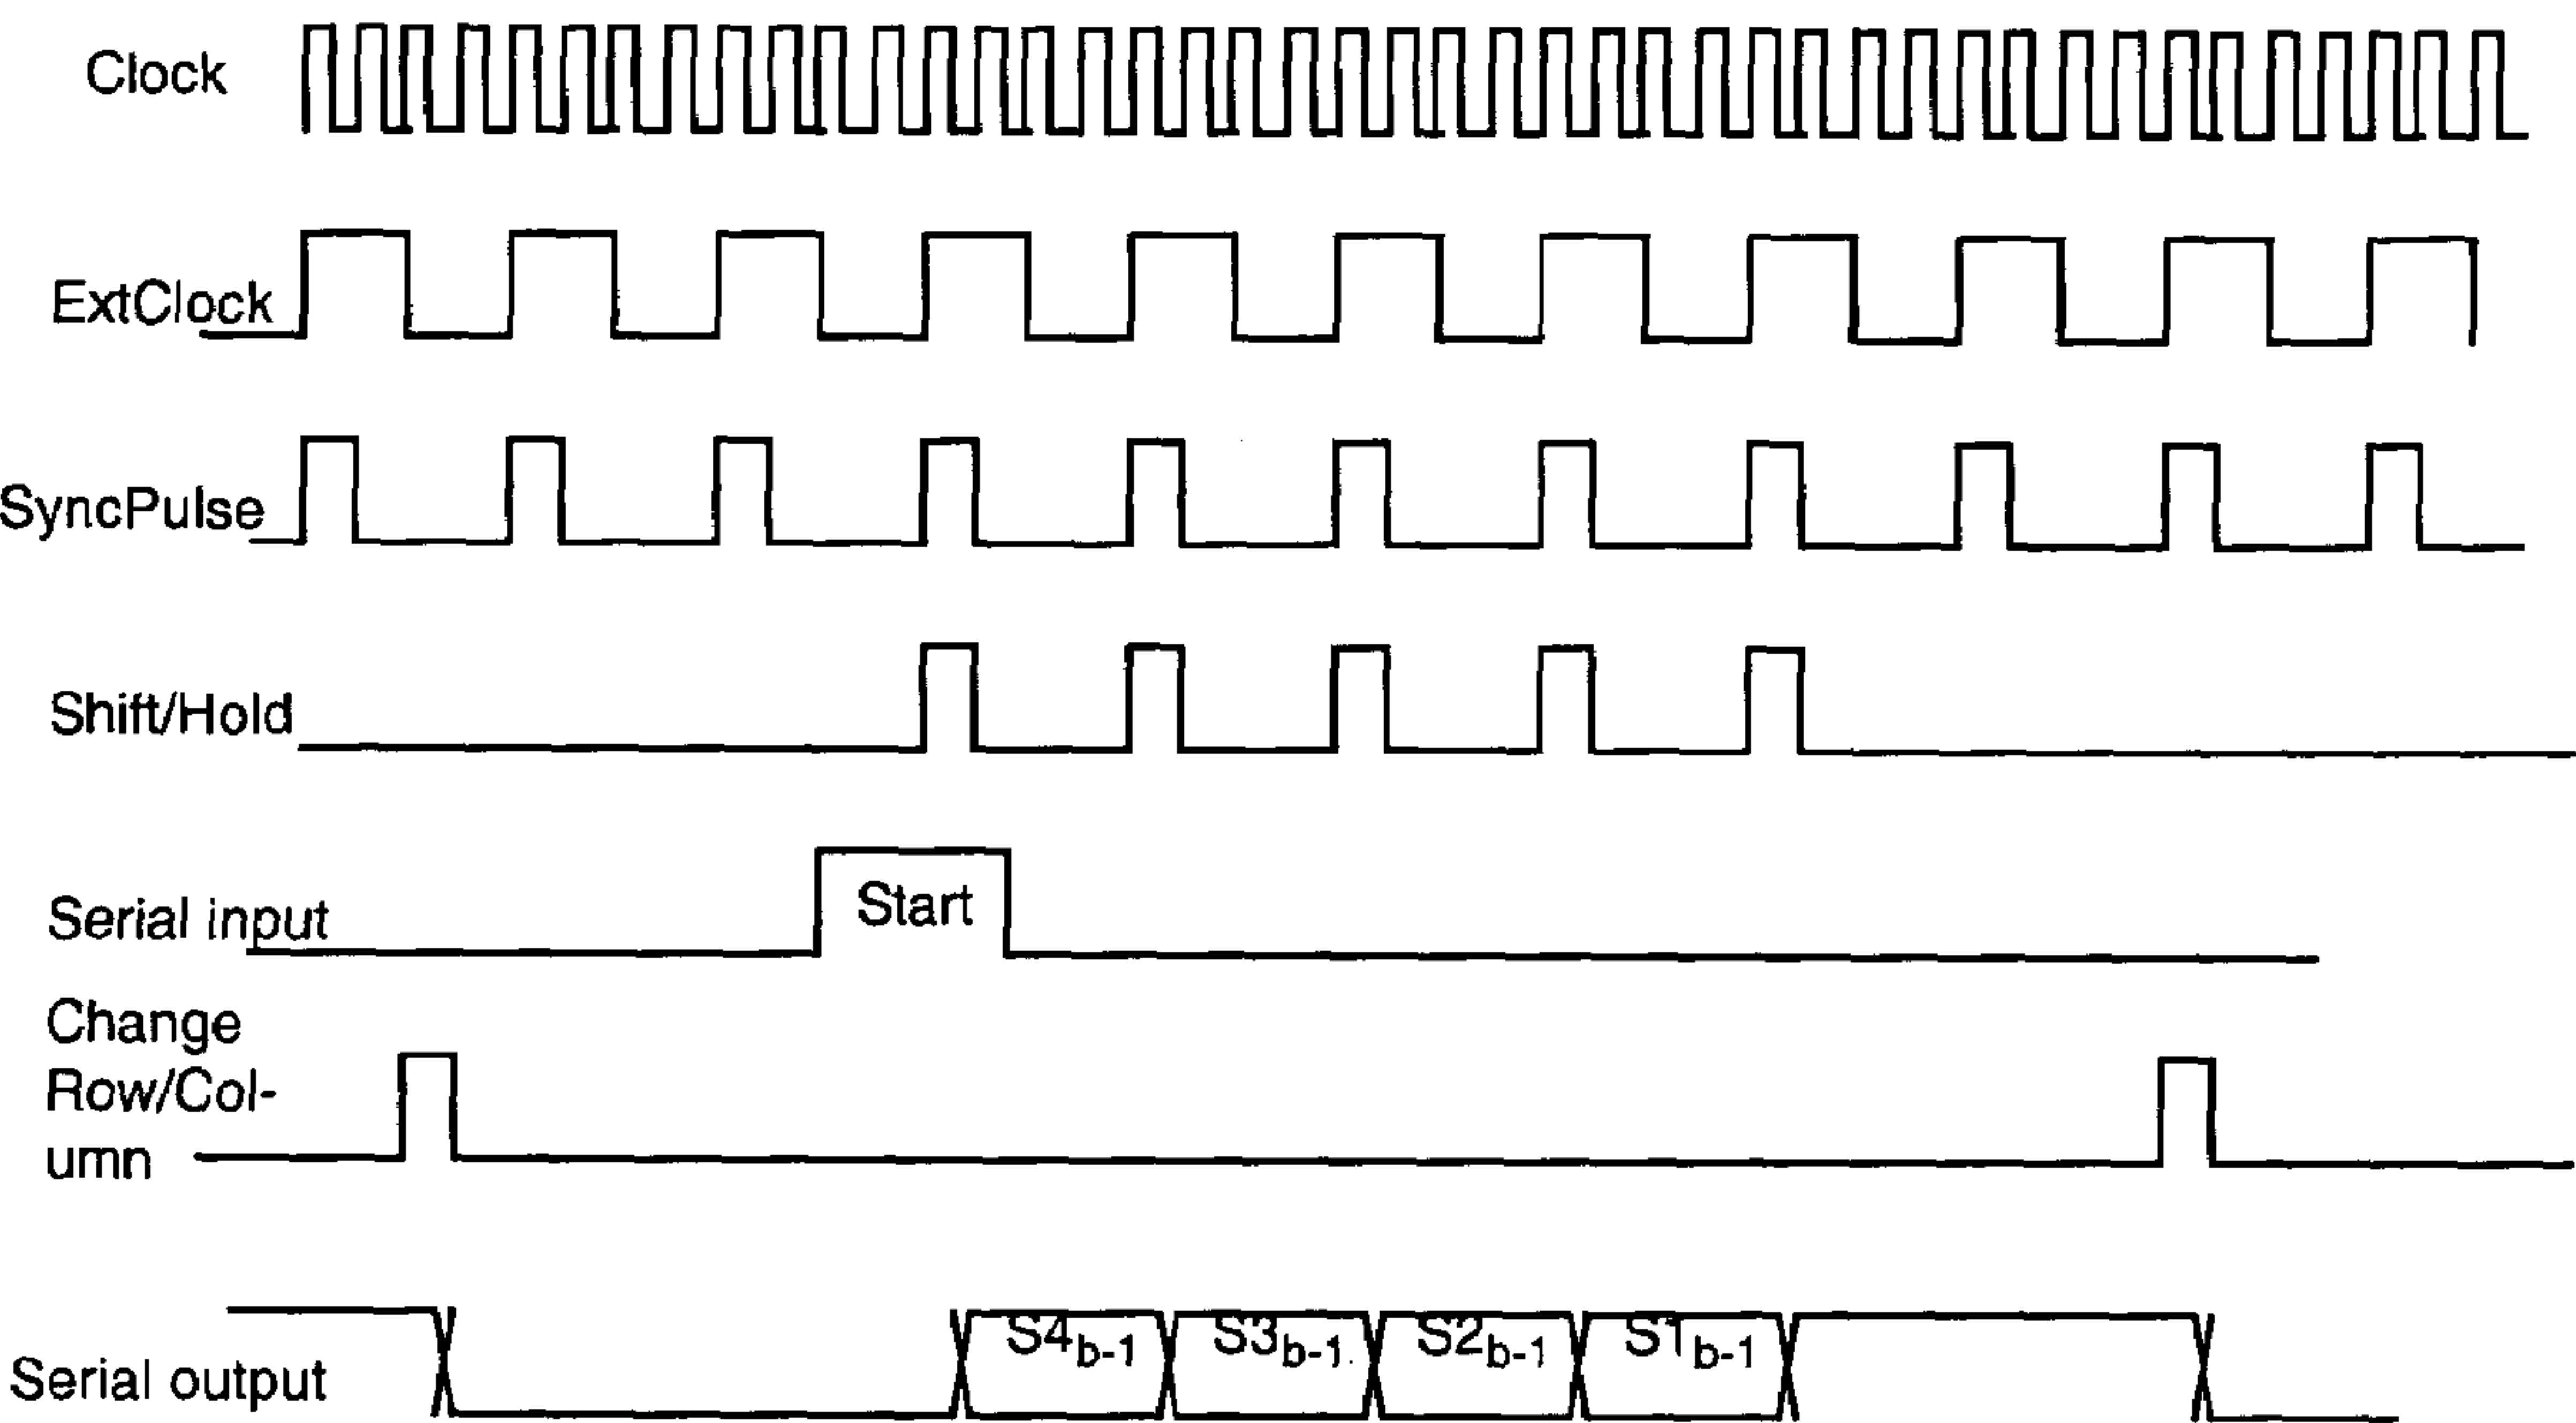 Clock
ExtClock
SyncPulse
Shift/Hold
Start
Serial input
Change
Row/Col-
umn
S4b-1 S3b-1 S2b-1 S1b-1
Serial output